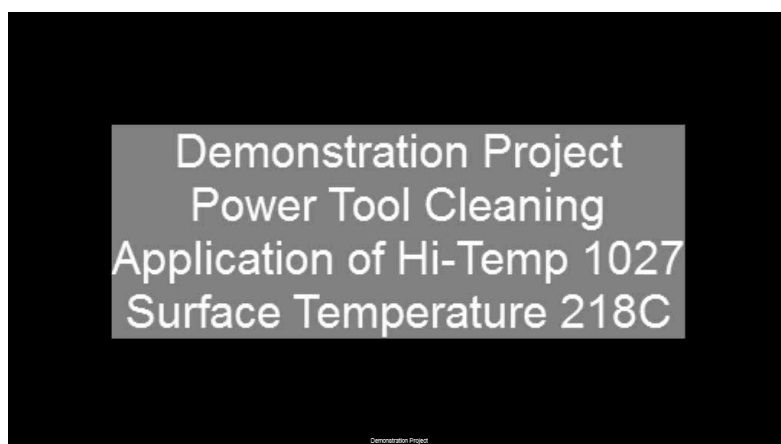 Demonstration Project
Power Tool Cleaning
Application of Hi-Temp 1027
Surface Temperature 218C
Demonstration Project